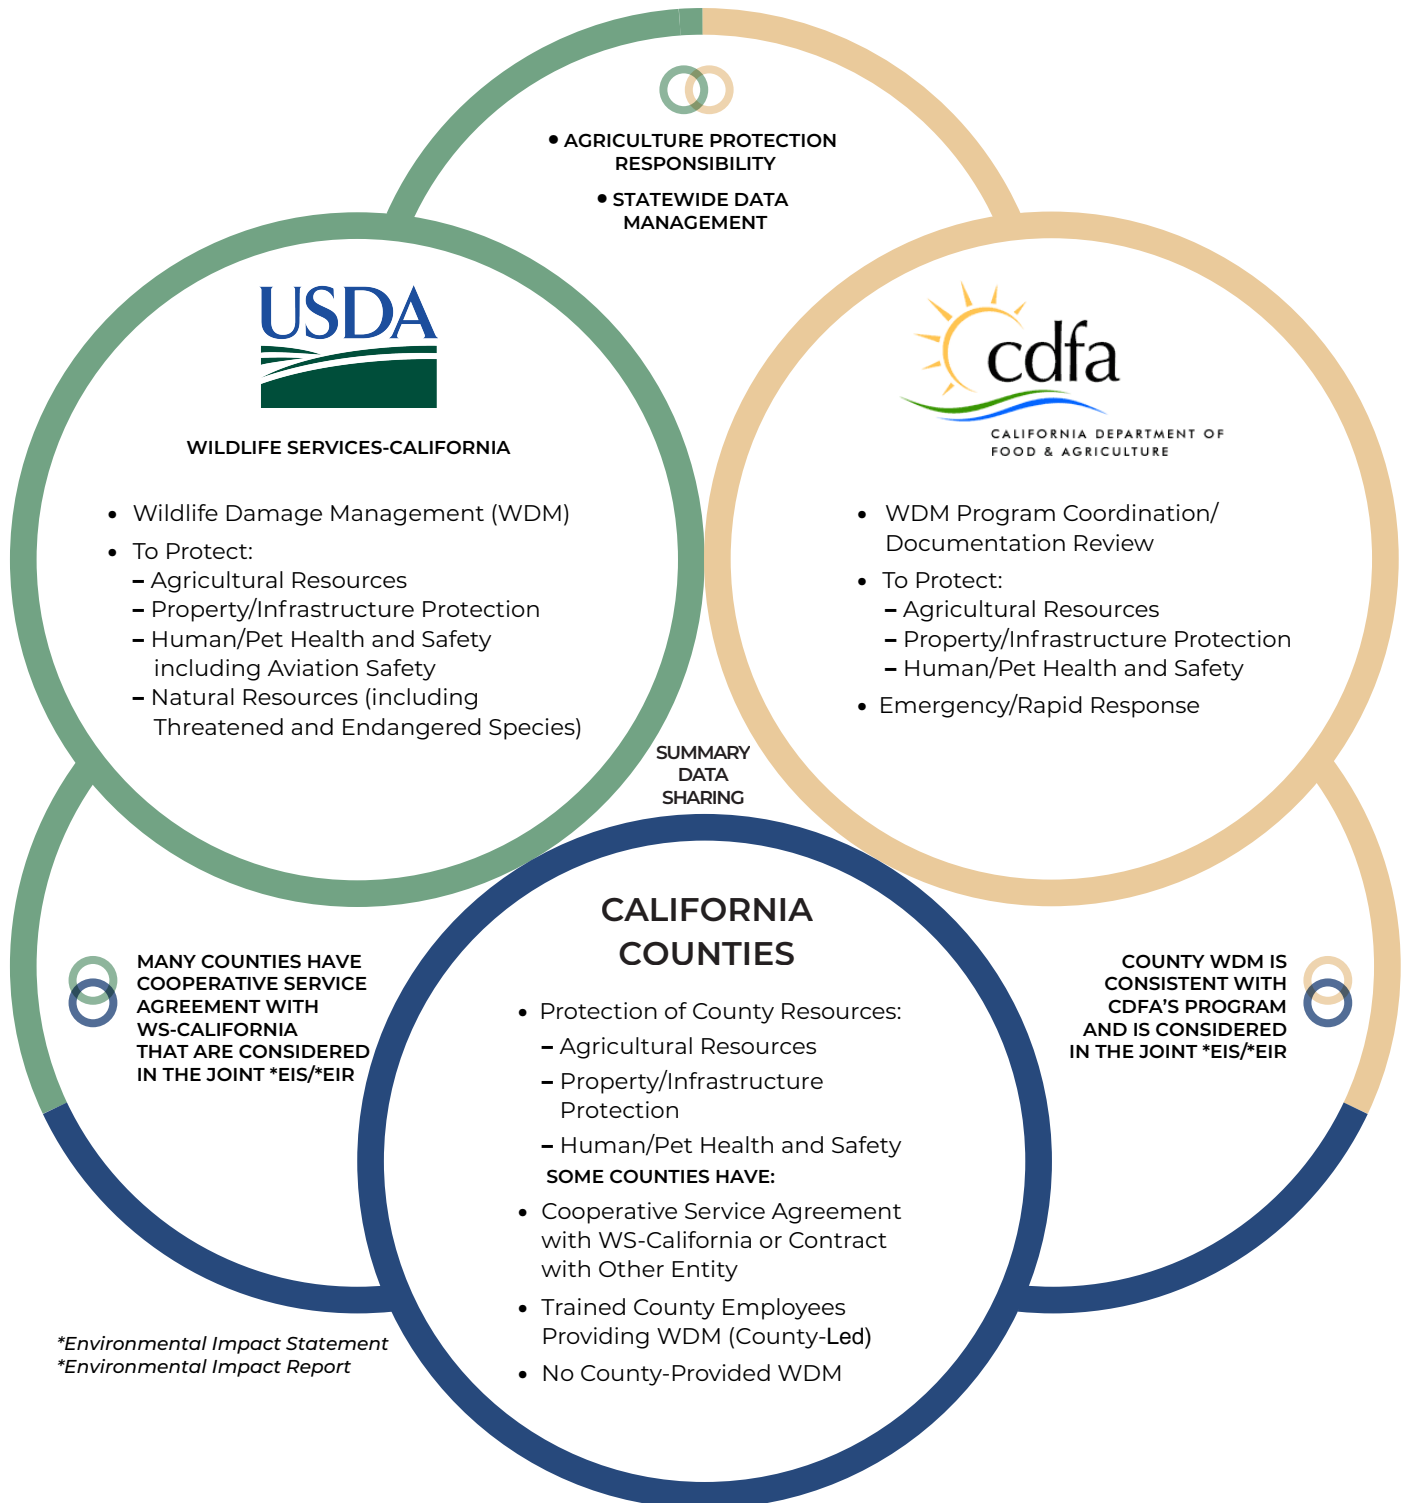 • AGRICULTURE PROTECTION
RESPONSIBILITY
• STATEWIDE DATA
MANAGEMENT
USDA
WILDLIFE SERVICES-CALIFORNIA
• Wildlife Damage Management (WDM)
• To Protect:
– Agricultural Resources
– Property/Infrastructure Protection
– Human/Pet Health and Safety
including Aviation Safety
– Natural Resources (including
Threatened and Endangered Species)
cdfa
CALIFORNIA DEPARTMENT OF
FOOD & AGRICULTURE
• WDM Program Coordination/
Documentation Review
• To Protect:
– Agricultural Resources
– Property/Infrastructure Protection
– Human/Pet Health and Safety
• Emergency/Rapid Response
SUMMARY
DATA
SHARING
MANY COUNTIES HAVE
COOPERATIVE SERVICE
AGREEMENT WITH
WS-CALIFORNIA
THAT ARE CONSIDERED
IN THE JOINT *EIS/*EIR
CALIFORNIA
COUNTIES
• Protection of County Resources:
– Agricultural Resources
– Property/Infrastructure
Protection
– Human/Pet Health and Safety
SOME COUNTIES HAVE:
• Cooperative Service Agreement
with WS-California or Contract
with Other Entity
• Trained County Employees
Providing WDM (County-Led)
• No County-Provided WDM
COUNTY WDM IS
CONSISTENT WITH
CDFA'S PROGRAM
AND IS CONSIDERED
IN THE JOINT *EIS/*EIR
*Environmental Impact Statement
*Environmental Impact Report